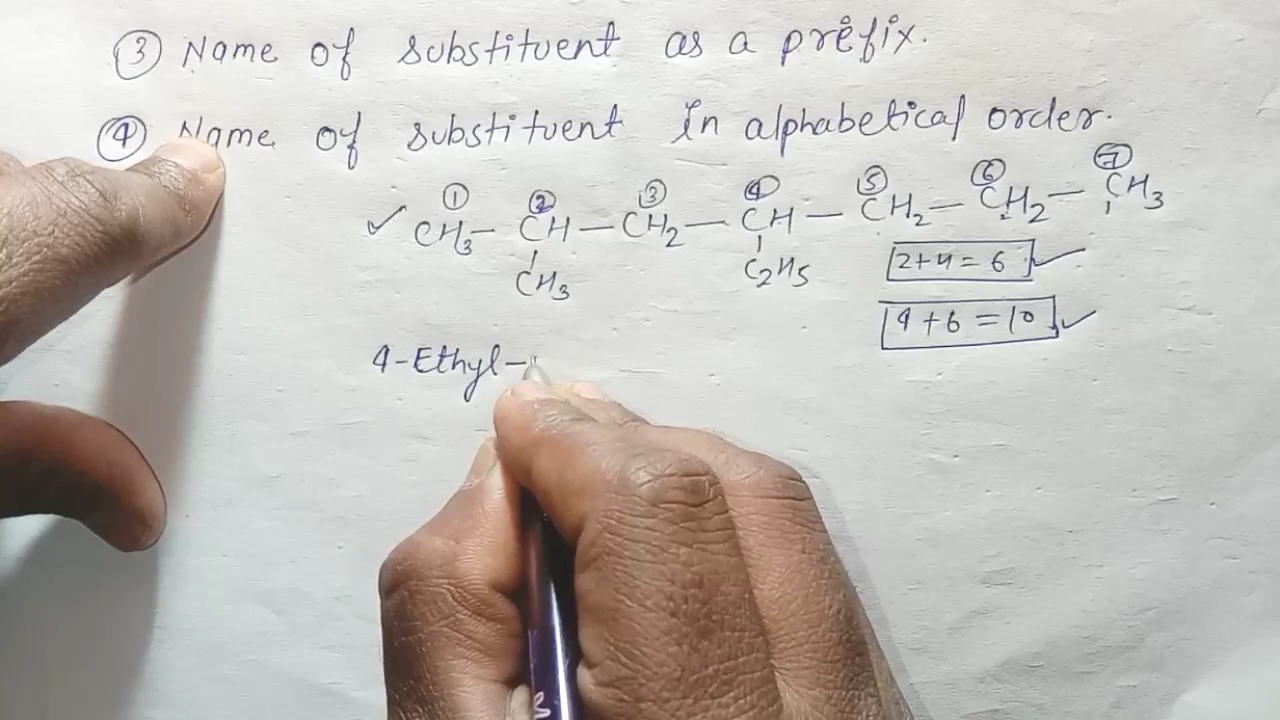 ③ Name of substituent as a prefix.
④ Name of substituent in alphabetical order.
① ② ③ ④ ⑤ ⑥ ⑦
✓ CH3 – CH – CH2 – CH – CH2 – CH2 – CH3
CH3 C2H5
2+4 = 6 ✓
4+6 = 10 ✓
4-Ethyl-